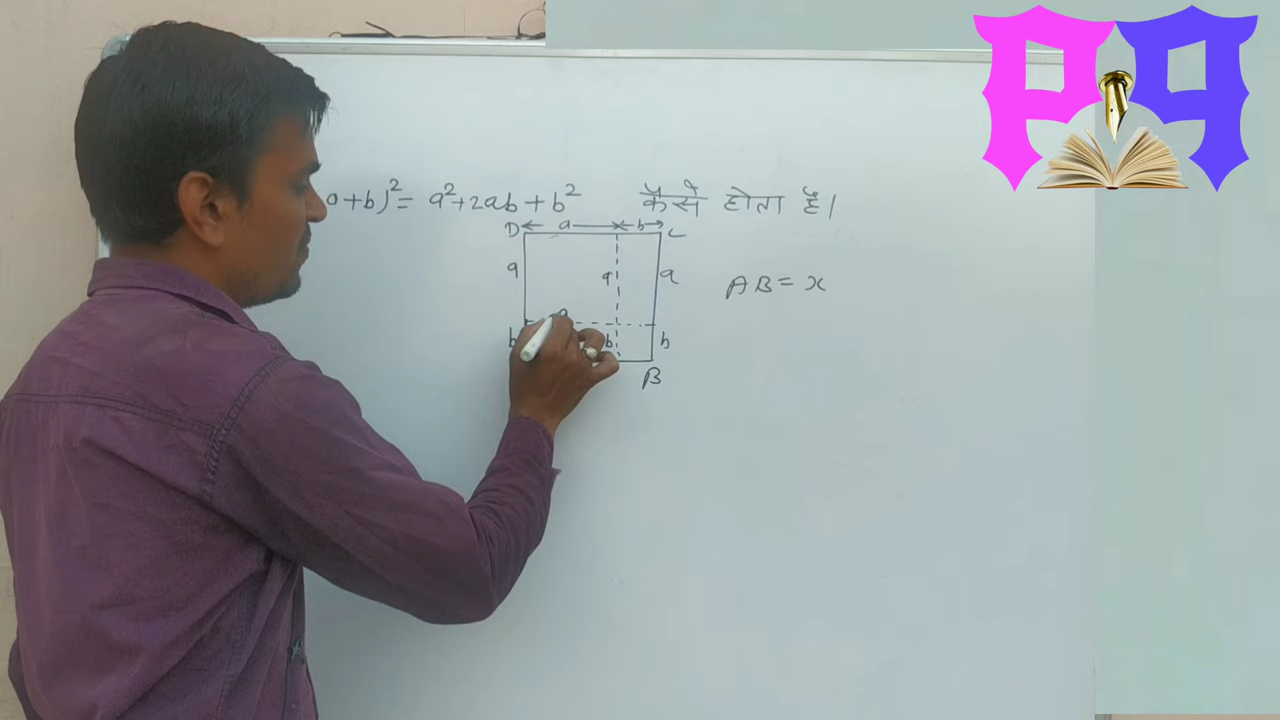 a+b)² = a²+2ab+b² कैसे होता है।
D a b C
a a a
AB = x
a
b b b
B